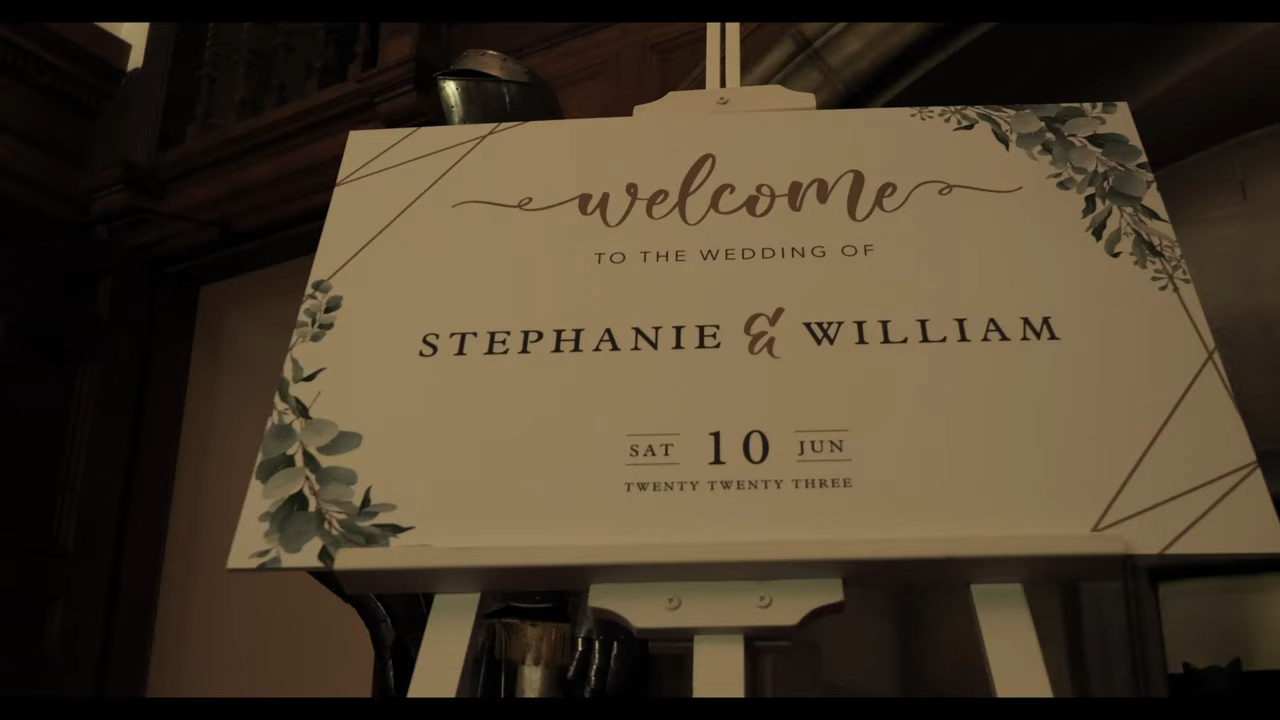 welcome
TO THE WEDDING OF
STEPHANIE & WILLIAM
SAT 10 JUN
TWENTY TWENTY THREE